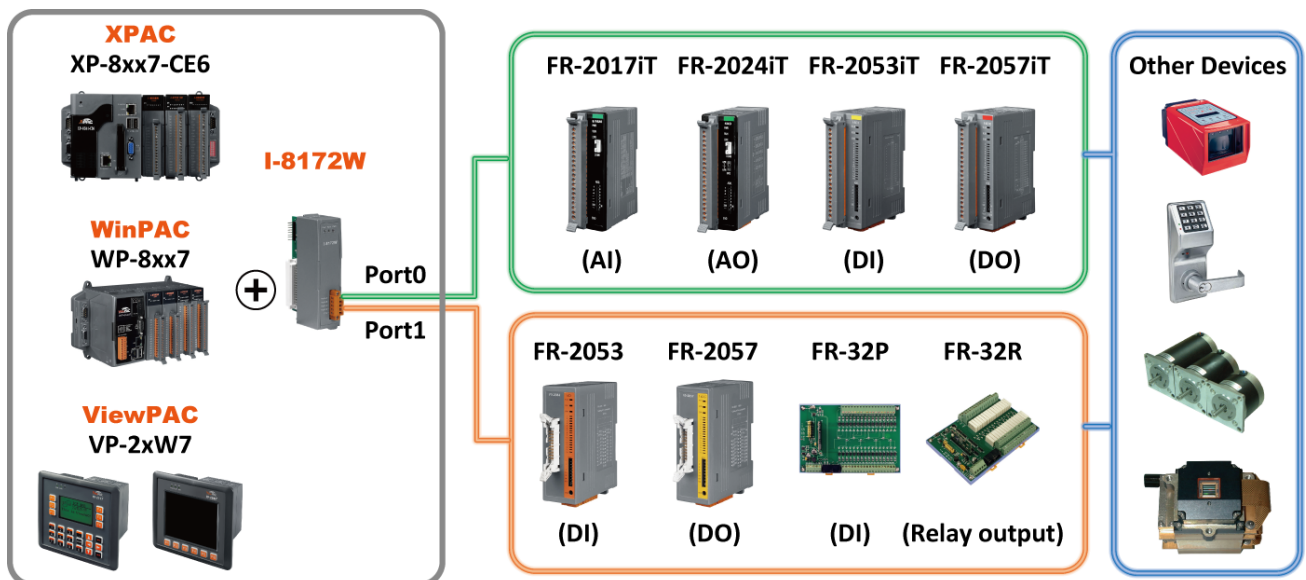 XPAC
XP-8xx7-CE6
I-8172W
WinPAC
WP-8xx7
ViewPAC
VP-2xW7
Port0
Port1
FR-2017iT
FR-2024iT
FR-2053iT
FR-2057iT
(AI)
(AO)
(DI)
(DO)
FR-2053
FR-2057
FR-32P
FR-32R
(DI)
(DO)
(DI)
(Relay output)
Other Devices